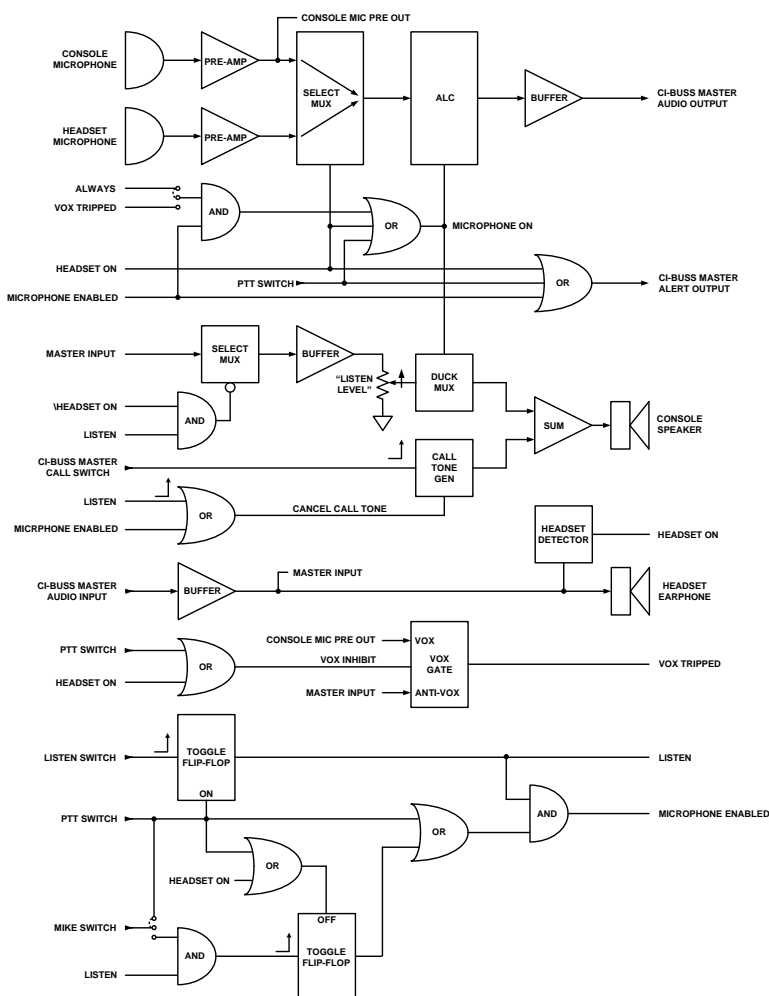 CONSOLE MIC PRE OUT
CONSOLE
MICROPHONE
PRE-AMP
SELECT
MUX
ALC
BUFFER
CI-BUSS MASTER
AUDIO OUTPUT
HEADSET
MICROPHONE
PRE-AMP
ALWAYS
VOX TRIPPED
AND
OR
MICROPHONE ON
HEADSET ON
PTT SWITCH
OR
CI-BUSS MASTER
ALERT OUTPUT
MICROPHONE ENABLED
MASTER INPUT
SELECT
MUX
BUFFER
"LISTEN
LEVEL"
DUCK
MUX
\HEADSET ON
AND
LISTEN
SUM
CONSOLE
SPEAKER
CI-BUSS MASTER
CALL SWITCH
CALL
TONE
GEN
LISTEN
OR
CANCEL CALL TONE
MICRPHONE ENABLED
HEADSET
DETECTOR
HEADSET ON
MASTER INPUT
CI-BUSS MASTER
AUDIO INPUT
BUFFER
HEADSET
EARPHONE
CONSOLE MIC PRE OUT
VOX
PTT SWITCH
OR
VOX INHIBIT
VOX
GATE
VOX TRIPPED
HEADSET ON
MASTER INPUT
ANTI-VOX
LISTEN SWITCH
TOGGLE
FLIP-FLOP
ON
LISTEN
PTT SWITCH
OR
AND
MICROPHONE ENABLED
OR
HEADSET ON
OFF
MIKE SWITCH
AND
TOGGLE
FLIP-FLOP
LISTEN